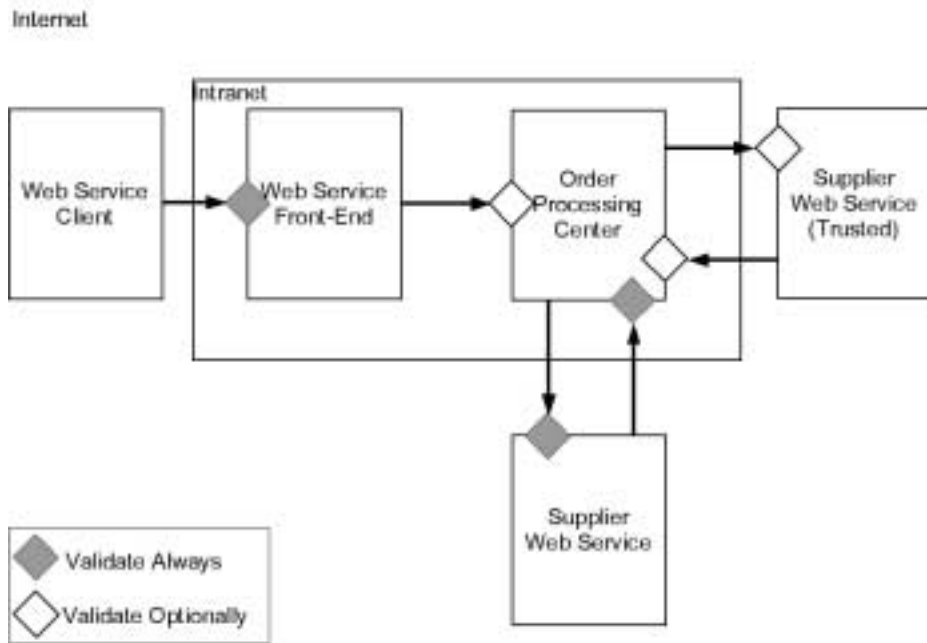 Internet
Intranet
Web Service
Client
Web Service
Front-End
Order
Processing
Center
Supplier
Web Service
(Trusted)
Supplier
Web Service
Validate Always
Validate Optionally